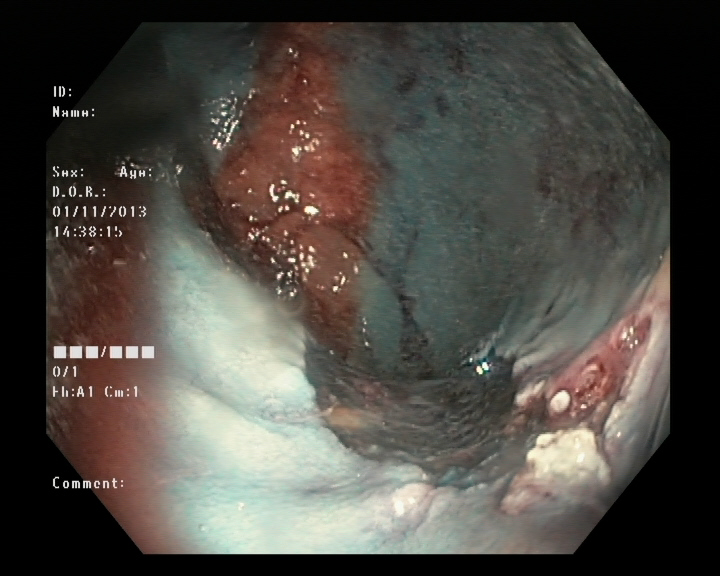 ID:
Name:
Sex: Age:
D.O.B.:
01/11/2013
14:38:15
■■■/■■■
0/1
Eh:A1 Cm:1
Comment: